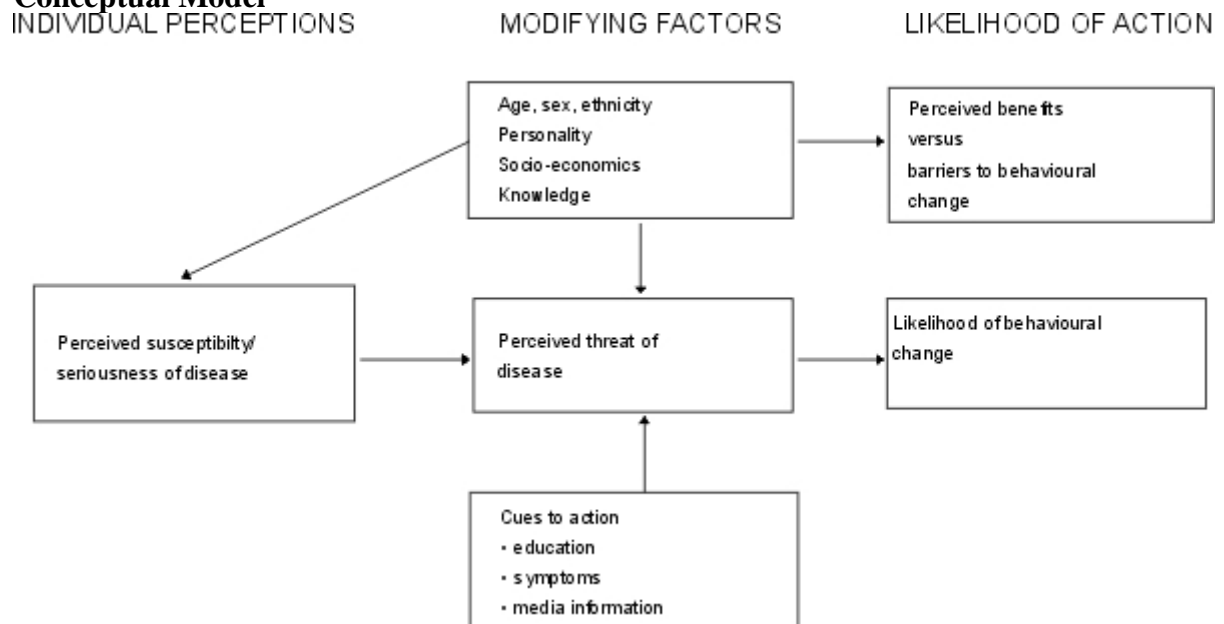 Conceptual Model
INDIVIDUAL PERCEPTIONS
MODIFYING FACTORS
LIKELIHOOD OF ACTION
Age, sex, ethnicity
Personality
Socio-economics
Knowledge
Perceived benefits
versus
barriers to behavioural
change
Perceived susceptibilty/
seriousness of disease
Perceived threat of
disease
Likelihood of behavioural
change
Cues to action
• education
• symptoms
• media information